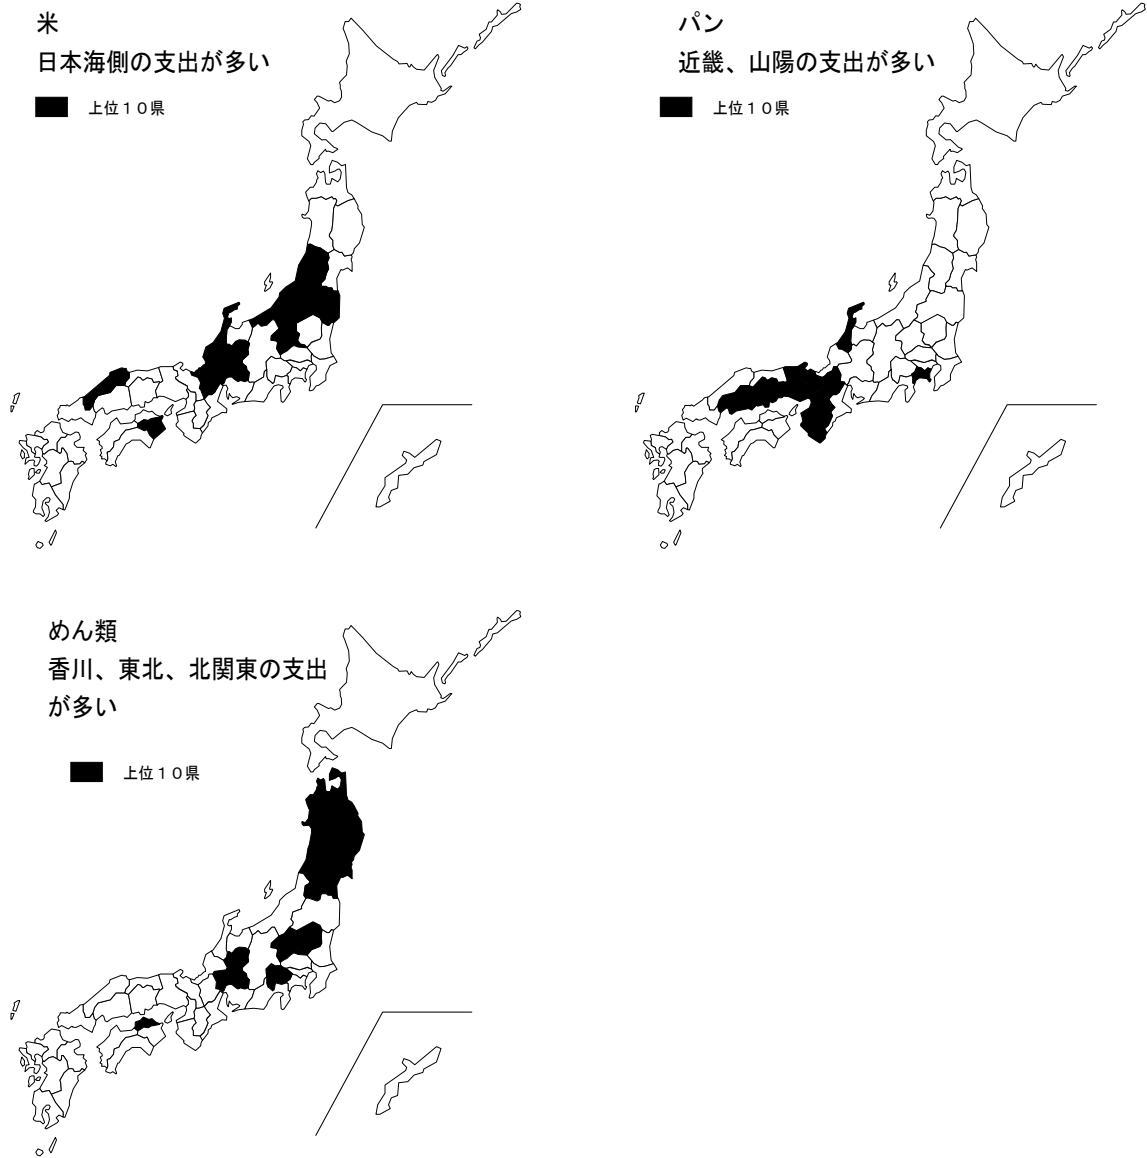 米
日本海側の支出が多い
上位１０県
パン
近畿、山陽の支出が多い
上位１０県
めん類
香川、東北、北関東の支出
が多い
上位１０県